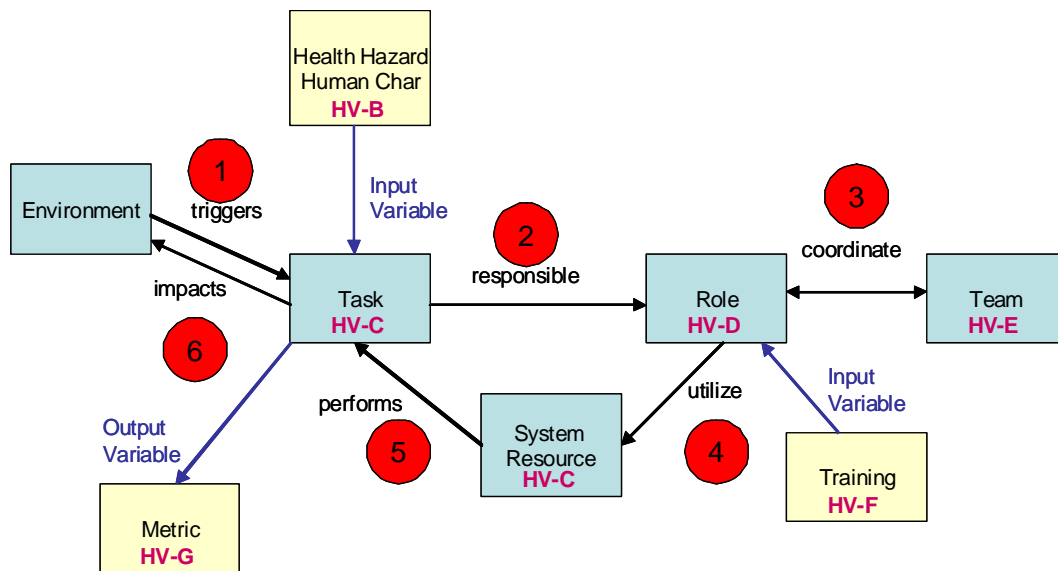 Health Hazard
Human Char
HV-B
1
triggers
Environment
Input
Variable
2
responsible
3
coordinate
impacts
Task
HV-C
Role
HV-D
Team
HV-E
6
Output
Variable
performs
5
System
Resource
HV-C
utilize
4
Input
Variable
Training
HV-F
Metric
HV-G